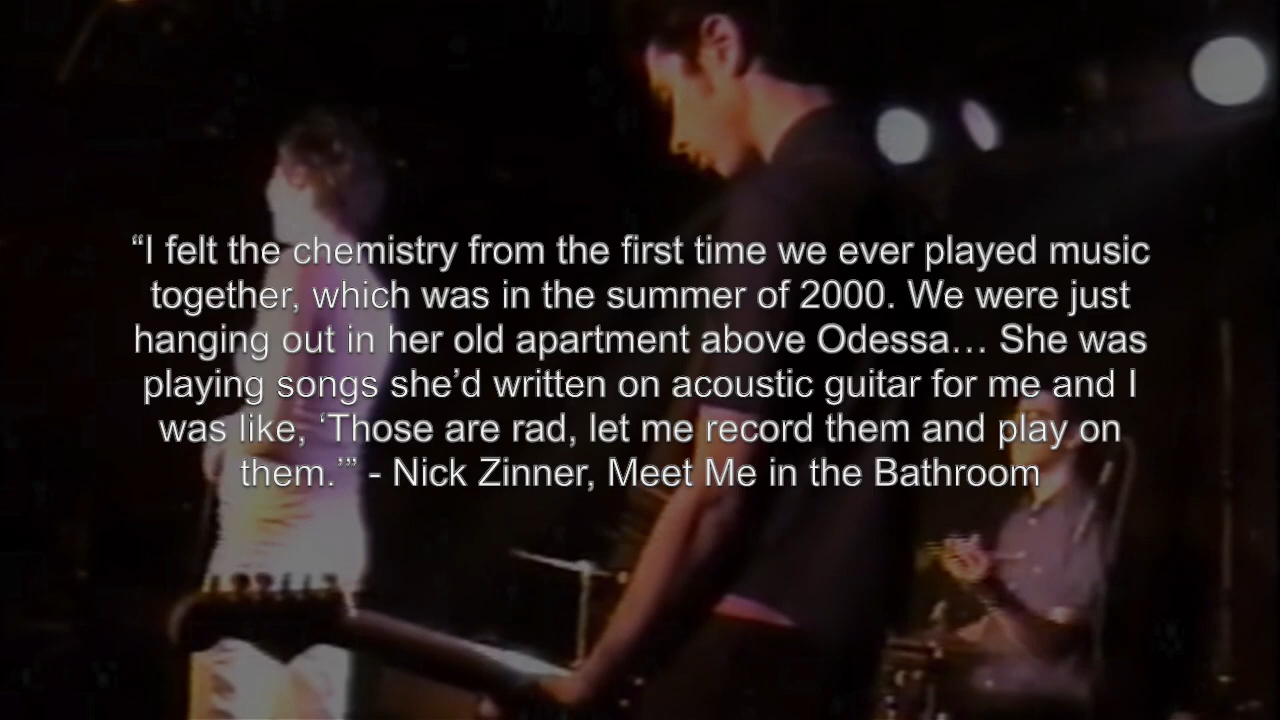 “I felt the chemistry from the first time we ever played music
together, which was in the summer of 2000. We were just
hanging out in her old apartment above Odessa… She was
playing songs she’d written on acoustic guitar for me and I
was like, ‘Those are rad, let me record them and play on
them.’” - Nick Zinner, Meet Me in the Bathroom